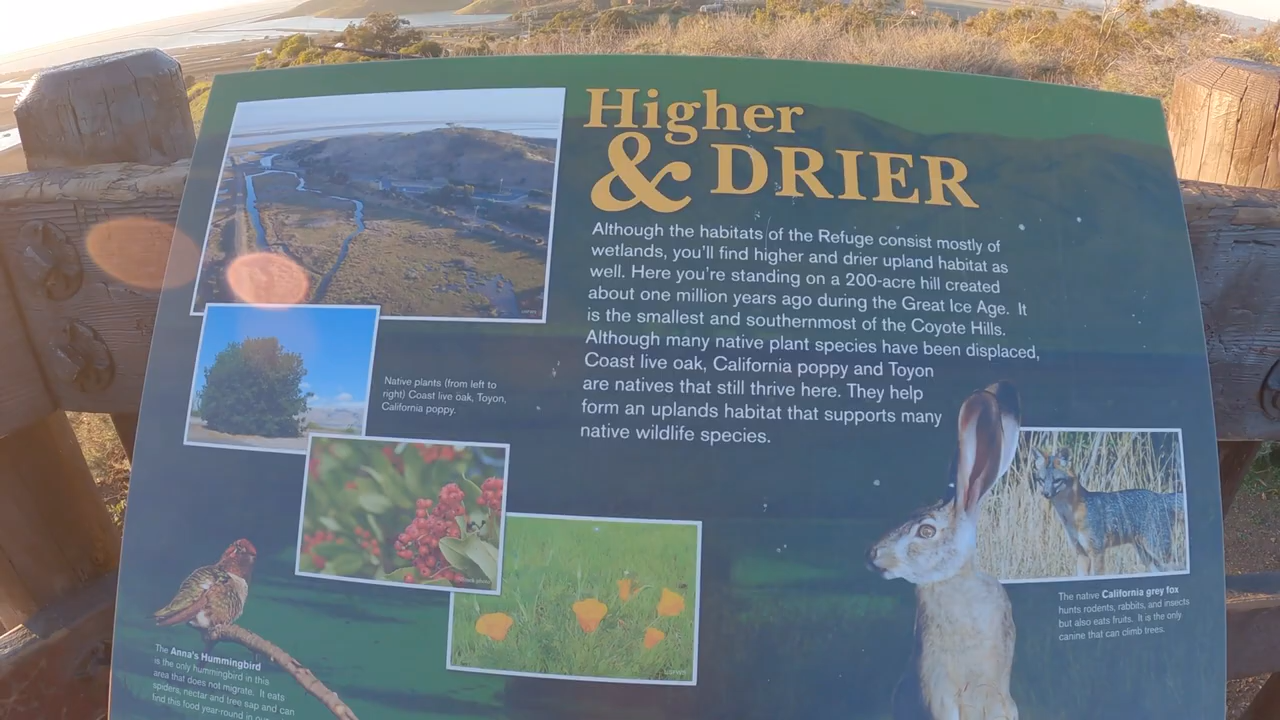 Higher
& DRIER
Although the habitats of the Refuge consist mostly of
wetlands, you'll find higher and drier upland habitat as
well. Here you're standing on a 200-acre hill created
about one million years ago during the Great Ice Age. It
is the smallest and southernmost of the Coyote Hills.
Although many native plant species have been displaced,
Coast live oak, California poppy and Toyon
are natives that still thrive here. They help
form an uplands habitat that supports many
native wildlife species.
Native plants (from left to
right) Coast live oak, Toyon,
California poppy.
The native California grey fox
hunts rodents, rabbits, and insects
but also eats fruits. It is the only
canine that can climb trees.
The Anna's Hummingbird
is the only hummingbird in this
area that does not migrate. It eats
spiders, nectar and tree sap and can
find this food year-round in